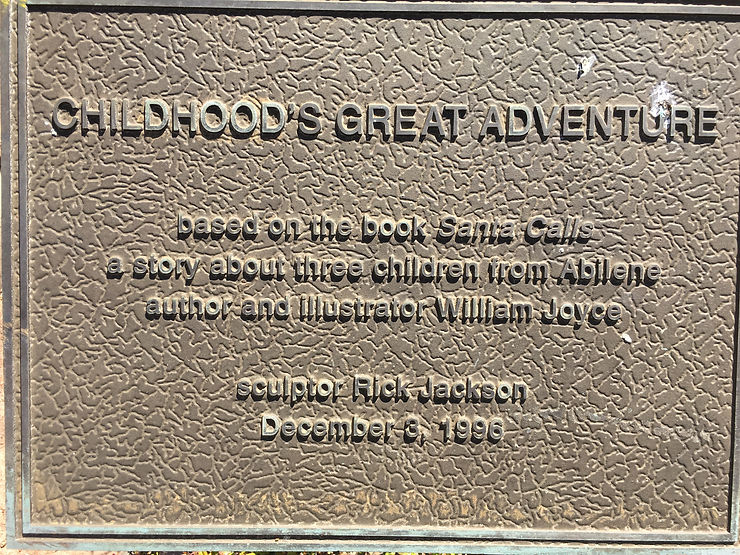 CHILDHOOD'S GREAT ADVENTURE
based on the book Santa Calls
a story about three children from Abilene
author and illustrator William Joyce
sculptor Rick Jackson
December 3, 1996